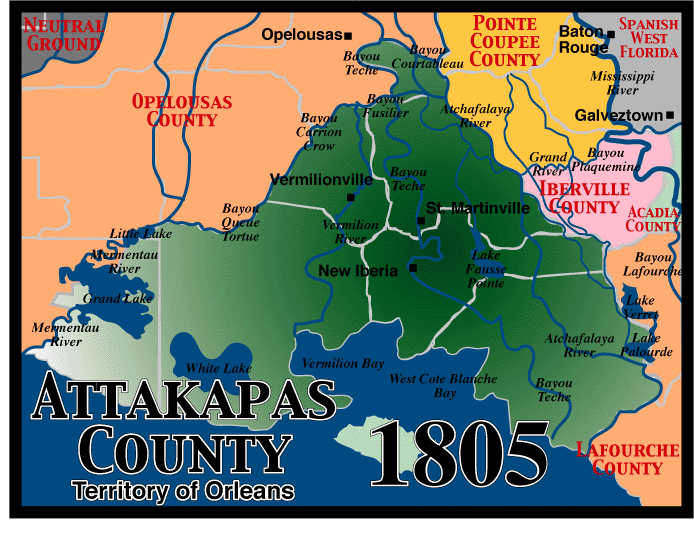 NEUTRAL
GROUND
Opelousas
POINTE
COUPEE
COUNTY
Baton
Rouge
SPANISH
WEST
FLORIDA
Bayou
Teche
Bayou
Courtableau
Mississippi
River
OPELOUSAS
COUNTY
Bayou
Fusilier
Atchafalaya
River
Galveztown
Bayou
Carrion
Crow
Grand
River
Bayou
Plaquemine
Vermilionville
Bayou
Teche
IBERVILLE
COUNTY
Bayou
Queue
Tortue
St. Martinville
ACADIA
COUNTY
Little Lake
Vermilion
River
Mermentau
River
New Iberia
Lake
Fausse
Pointe
Bayou
Lafourche
Grand Lake
Lake
Verret
Mermentau
River
Atchafalaya
River
Lake
Palourde
White Lake
Vermilion Bay
West Cote Blanche
Bay
Bayou
Teche
ATTAKAPAS
COUNTY
Territory of Orleans
1805
LAFOURCHE
COUNTY